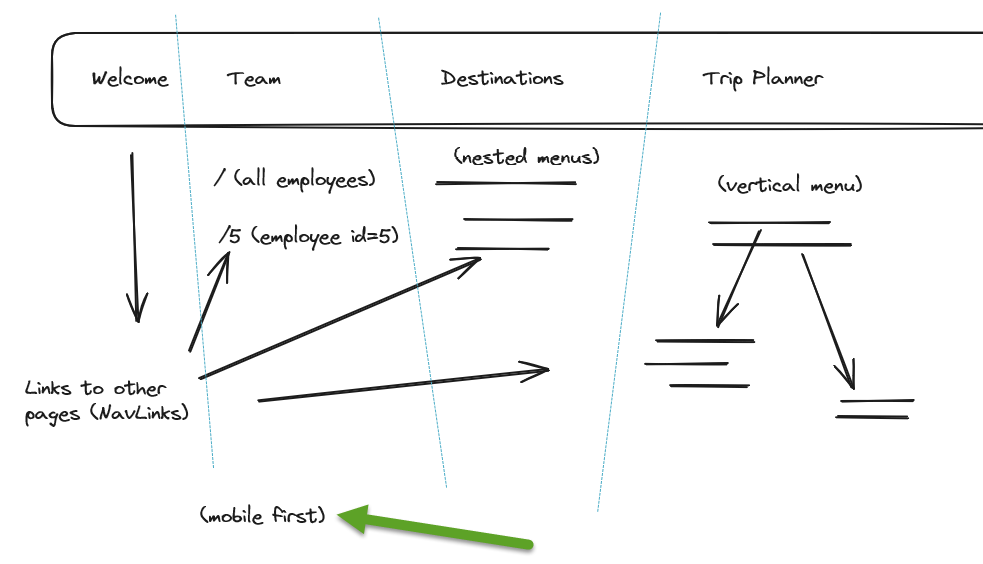 Welcome
Team
Destinations
Trip Planner
/ (all employees)
/5 (employee id=5)
(nested menus)
(vertical menu)
Links to other
pages (NavLinks)
(mobile first)